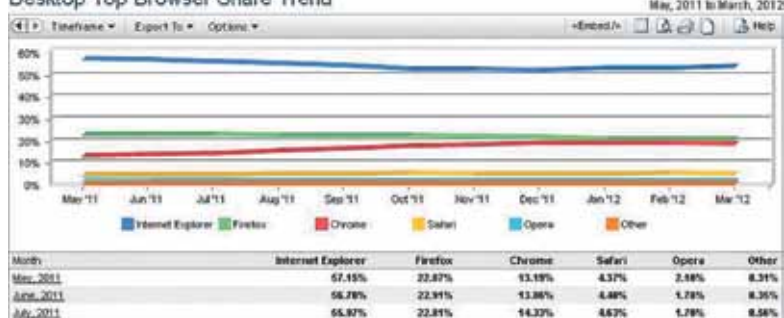 Desktop Top Browser Share Trend
May, 2011 to March, 2012
Timeframe Export To Options <Embed/> Help
60%
50%
40%
30%
20%
10%
0%
May '11 Jun '11 Jul '11 Aug '11 Sep '11 Oct '11 Nov '11 Dec '11 Jan '12 Feb '12 Mar '12
Internet Explorer Firefox Chrome Safari Opera Other
Month Internet Explorer Firefox Chrome Safari Opera Other
May, 2011 57.15% 22.87% 13.19% 4.37% 2.10% 0.31%
June, 2011 56.78% 22.91% 13.86% 4.48% 1.78% 0.35%
July, 2011 55.97% 22.81% 14.33% 4.63% 1.78% 0.56%